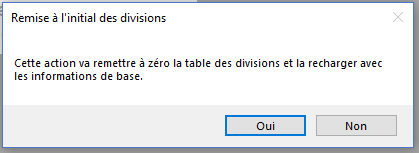 Remise à l'initial des divisions
Cette action va remettre à zéro la table des divisions et la recharger avec
les informations de base.
Oui
Non